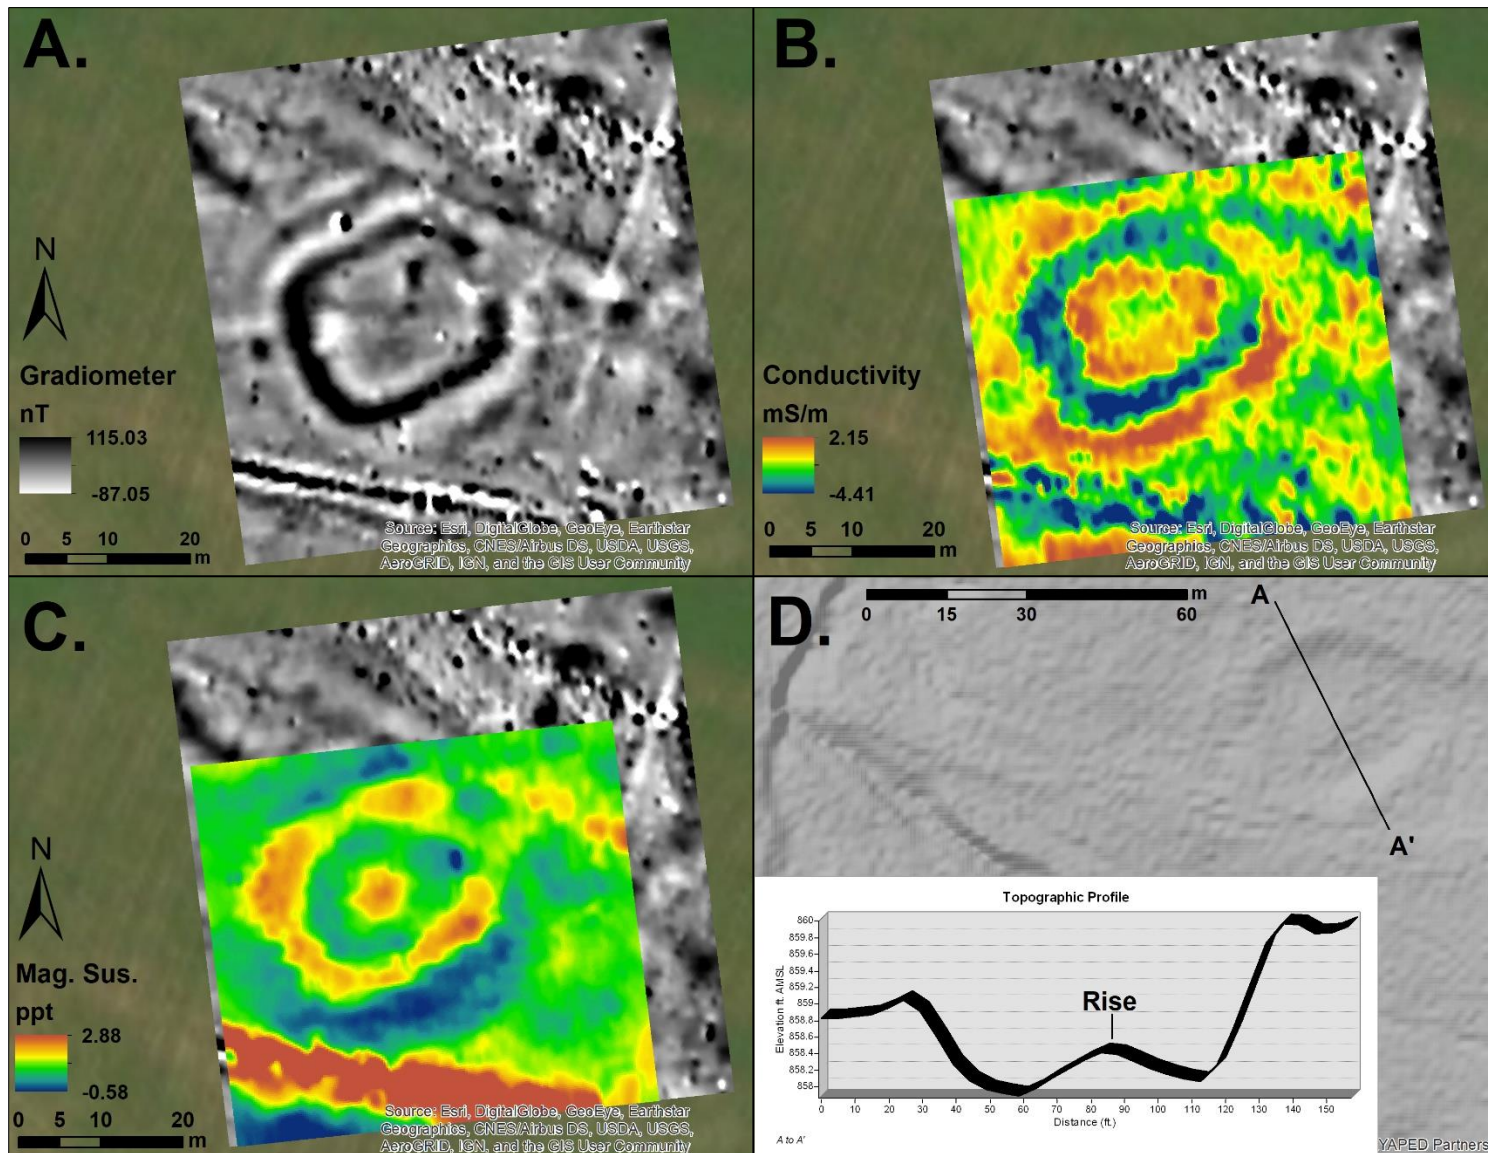 A.
N
Gradiometer
nT
115.03
-87.05
0 5 10 20
m
Source: Esri, DigitalGlobe, GeoEye, Earthstar
Geographics, CNES/Airbus DS, USDA, USGS,
AeroGRID, IGN, and the GIS User Community
B.
N
Conductivity
mS/m
2.15
-4.41
0 5 10 20
m
Source: Esri, DigitalGlobe, GeoEye, Earthstar
Geographics, CNES/Airbus DS, USDA, USGS,
AeroGRID, IGN, and the GIS User Community
C.
N
Mag. Sus.
ppt
2.88
-0.58
0 5 10 20
m
Source: Esri, DigitalGlobe, GeoEye, Earthstar
Geographics, CNES/Airbus DS, USDA, USGS,
AeroGRID, IGN, and the GIS User Community
D.
m
0 15 30 60
A
A'
Topographic Profile
Elevation ft. AMSL
860
859.8
859.6
859.4
859.2
859
858.8
858.6
858.4
858.2
858
Rise
0 10 20 30 40 50 60 70 80 90 100 110 120 130 140 150
Distance (ft.)
A to A'
YAPED Partners